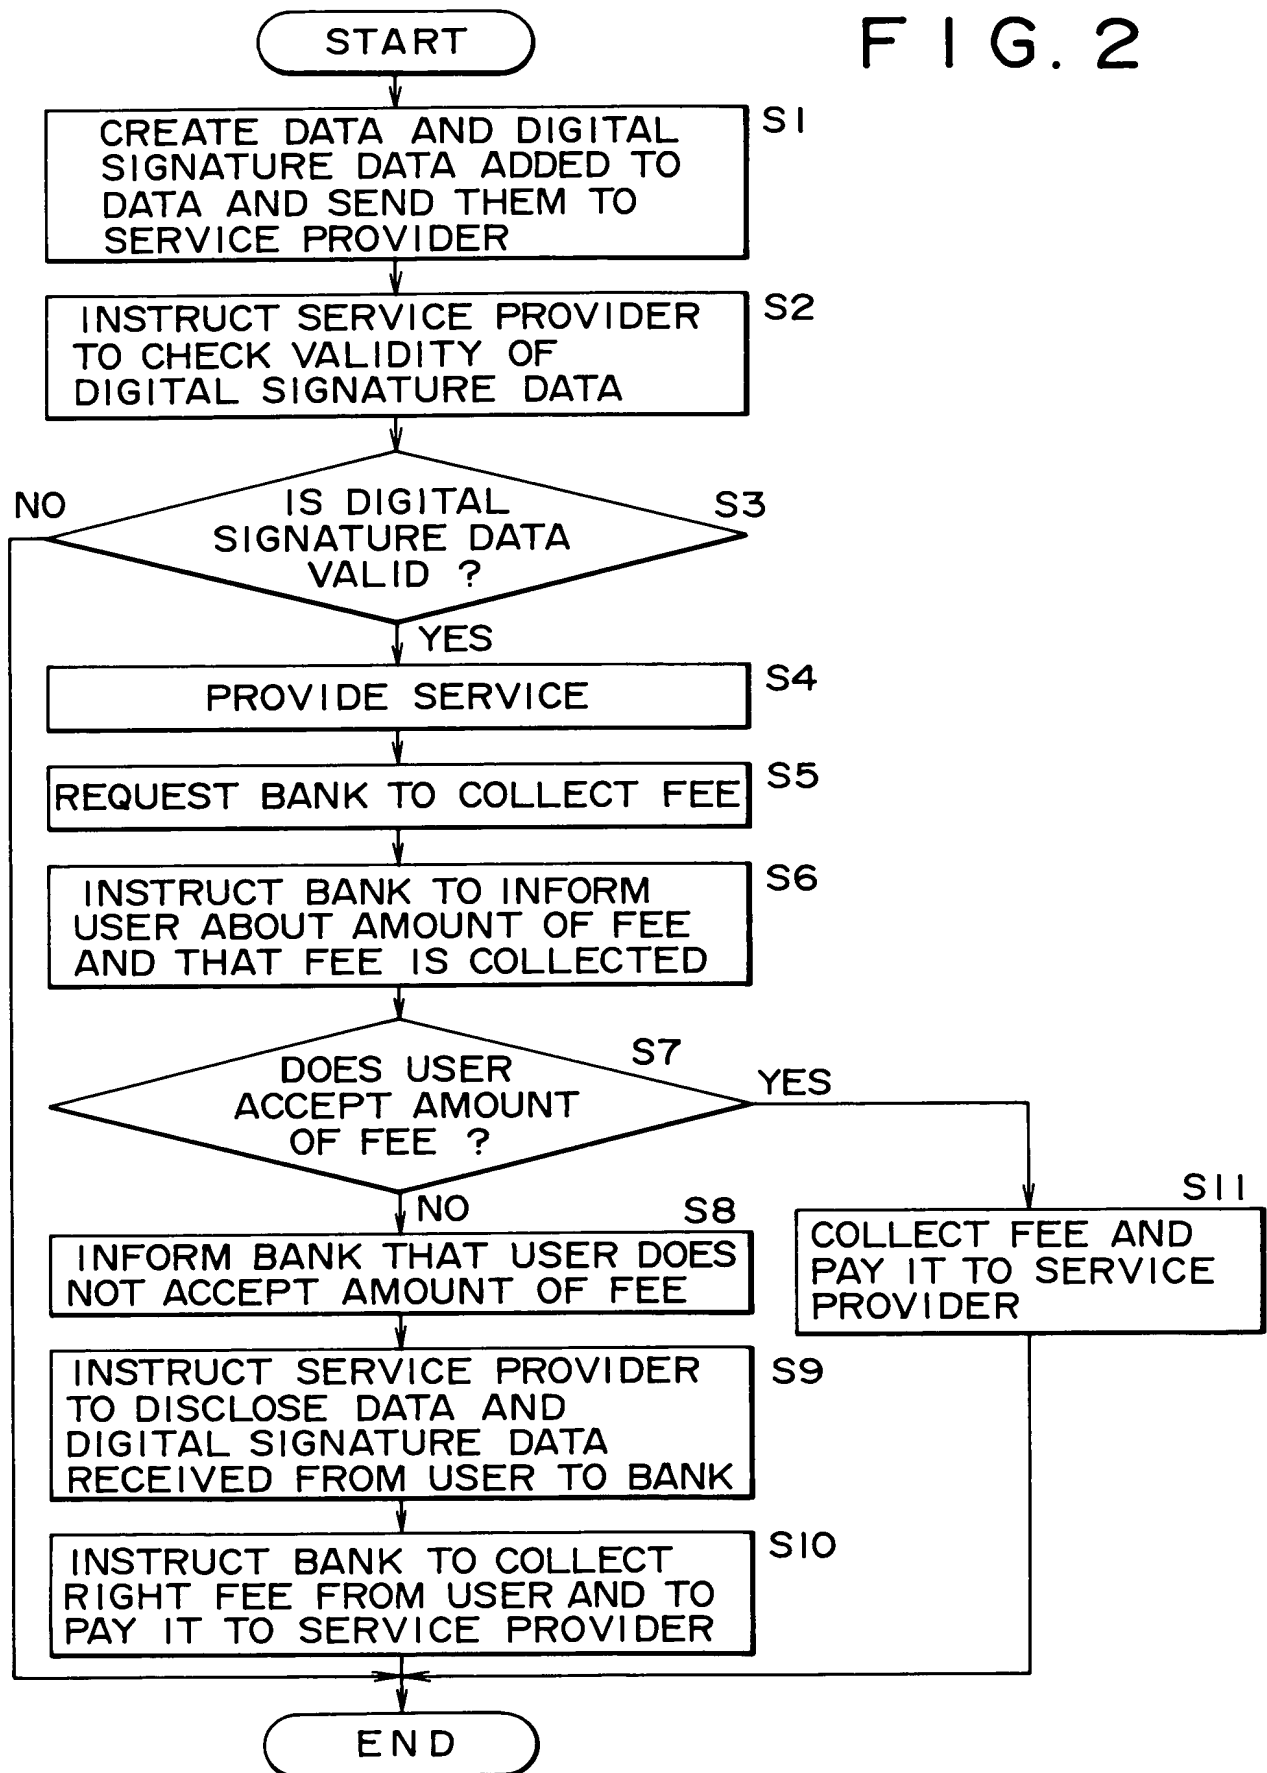 FIG. 2
START
S1
CREATE DATA AND DIGITAL
SIGNATURE DATA ADDED TO
DATA AND SEND THEM TO
SERVICE PROVIDER
S2
INSTRUCT SERVICE PROVIDER
TO CHECK VALIDITY OF
DIGITAL SIGNATURE DATA
NO
S3
IS DIGITAL
SIGNATURE DATA
VALID ?
YES
S4
PROVIDE SERVICE
S5
REQUEST BANK TO COLLECT FEE
S6
INSTRUCT BANK TO INFORM
USER ABOUT AMOUNT OF FEE
AND THAT FEE IS COLLECTED
S7
DOES USER
ACCEPT AMOUNT
OF FEE ?
YES
NO
S8
INFORM BANK THAT USER DOES
NOT ACCEPT AMOUNT OF FEE
S11
COLLECT FEE AND
PAY IT TO SERVICE
PROVIDER
S9
INSTRUCT SERVICE PROVIDER
TO DISCLOSE DATA AND
DIGITAL SIGNATURE DATA
RECEIVED FROM USER TO BANK
S10
INSTRUCT BANK TO COLLECT
RIGHT FEE FROM USER AND TO
PAY IT TO SERVICE PROVIDER
END